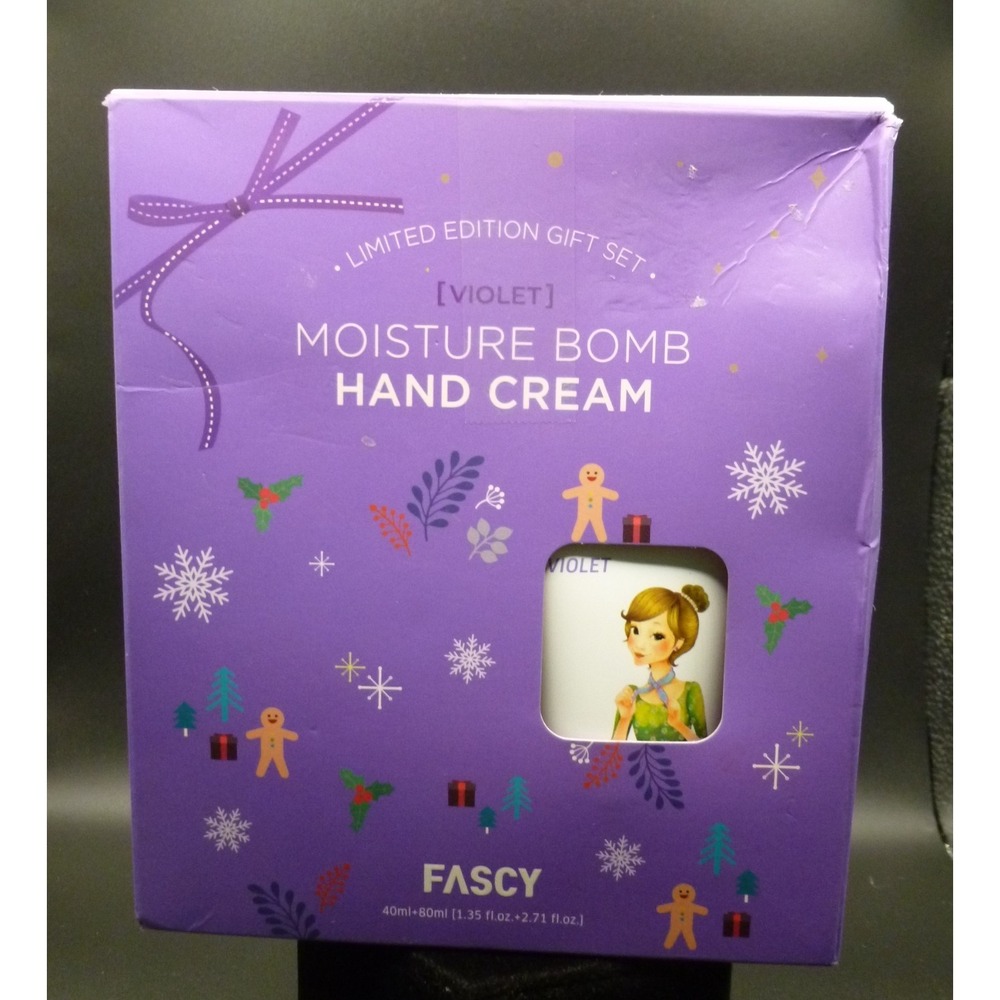 • LIMITED EDITION GIFT SET •
[VIOLET]
MOISTURE BOMB
HAND CREAM
VIOLET
FASCY
40ml+80ml [1.35 fl.oz.+2.71 fl.oz.]